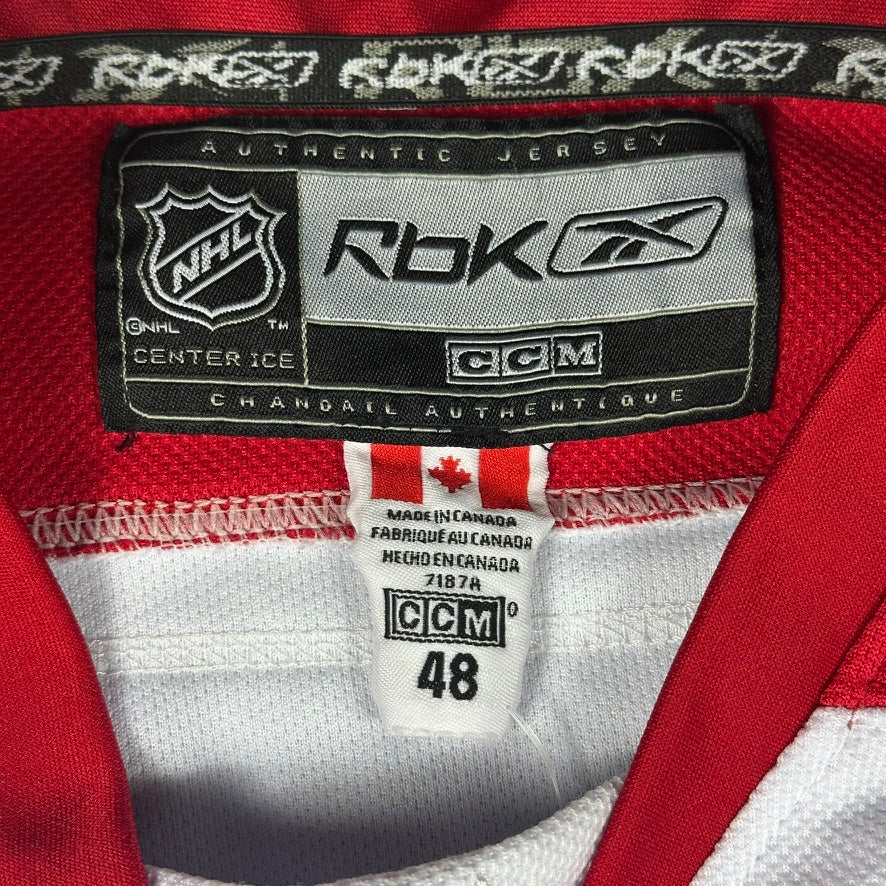 RbK RbK RbK
AUTHENTIC JERSEY
NHL
©NHL TM
CENTER ICE
RbK
CCM
CHANDAIL AUTHENTIQUE
MADE IN CANADA
FABRIQUÉ AU CANADA
HECHO EN CANADA
7187A
CCM
48